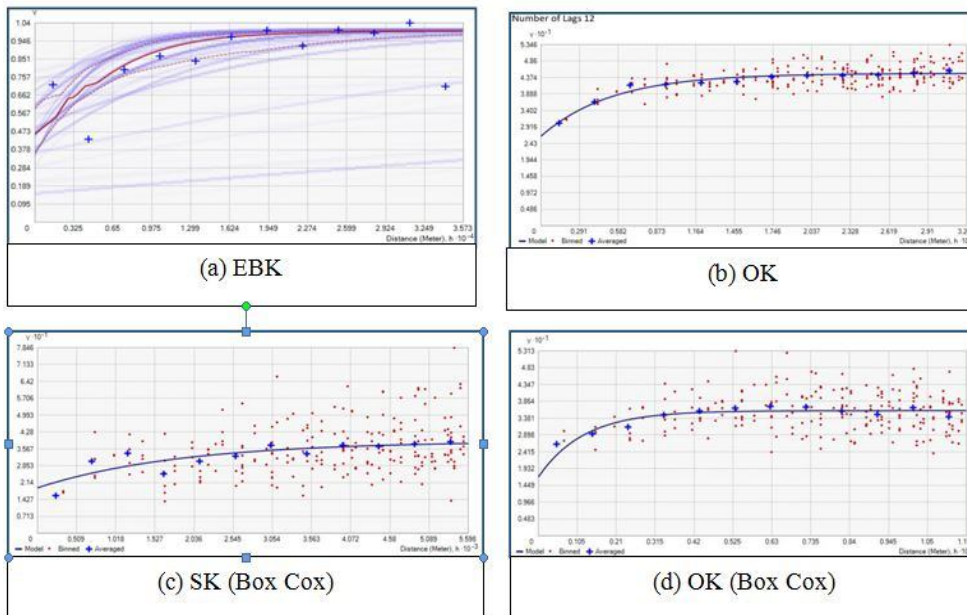 γ
1.04
0.946
0.851
0.757
0.662
0.567
0.473
0.378
0.284
0.189
0.095
0 0.325 0.65 0.975 1.299 1.624 1.949 2.274 2.599 2.924 3.249 3.573
Distance (Meter), h ·10⁻⁴
(a) EBK
Number of Lags 12
γ ·10⁻¹
5.346
4.86
4.374
3.888
3.402
2.916
2.43
1.944
1.458
0.972
0.486
0 0.291 0.582 0.873 1.164 1.455 1.746 2.037 2.328 2.619 2.91
Distance (Meter), h
Model Binned Averaged
(b) OK
γ ·10⁻¹
7.846
7.133
6.42
5.706
4.993
4.28
3.567
2.853
2.14
1.427
0.713
0 0.509 1.018 1.527 2.036 2.545 3.054 3.563 4.072 4.58 5.089 5.598
Distance (Meter), h ·10⁻³
Model Binned Averaged
(c) SK (Box Cox)
γ ·10⁻¹
5.313
4.83
4.347
3.864
3.381
2.415
1.449
0.966
0.483
0 0.105 0.21 0.315 0.42 0.525 0.63 0.735 0.84 0.945 1.05
Distance (Meter), h
Model Binned Averaged
(d) OK (Box Cox)